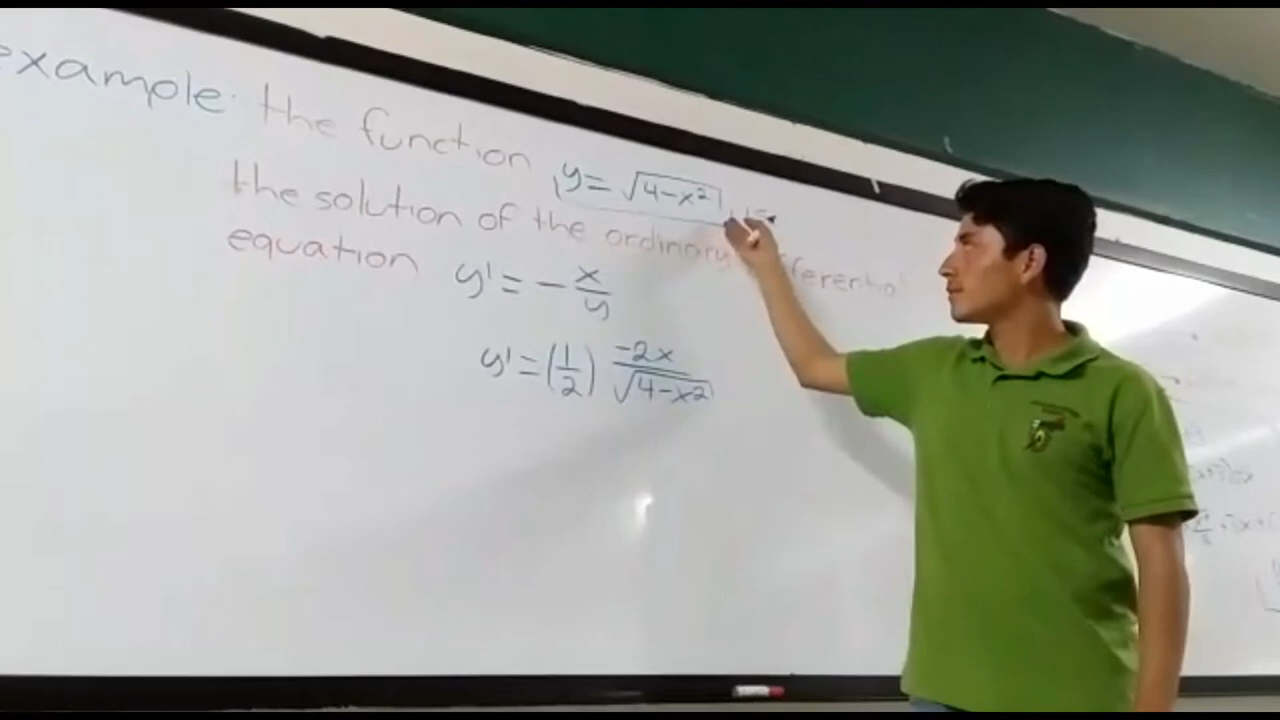 example: the function y = √(4-x²) is
the solution of the ordinary differential
equation y' = - x/y
y' = (1/2) -2x/√(4-x²)